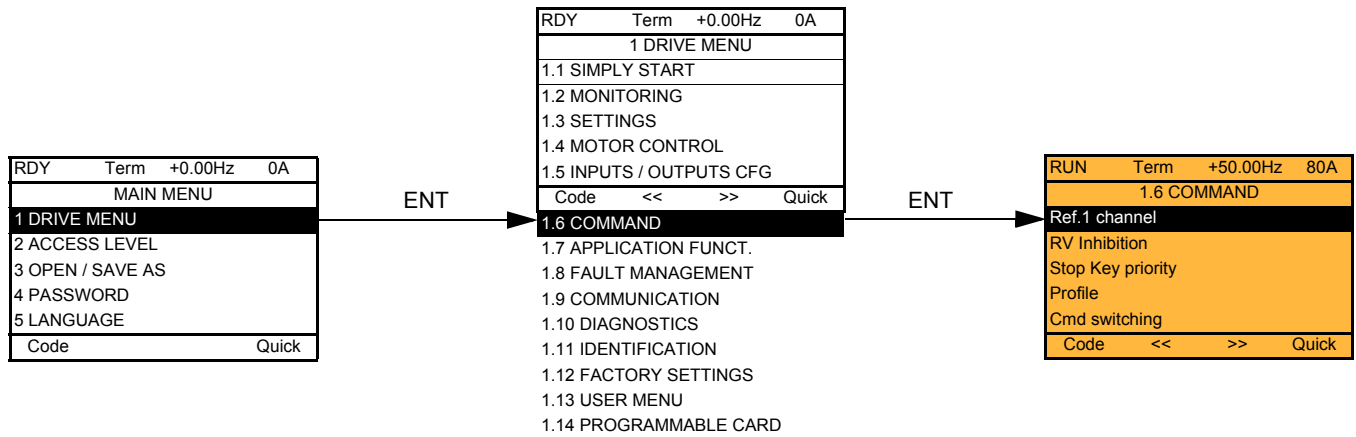 RDY Term +0.00Hz 0A
MAIN MENU
1 DRIVE MENU
2 ACCESS LEVEL
3 OPEN / SAVE AS
4 PASSWORD
5 LANGUAGE
Code Quick
ENT
RDY Term +0.00Hz 0A
1 DRIVE MENU
1.1 SIMPLY START
1.2 MONITORING
1.3 SETTINGS
1.4 MOTOR CONTROL
1.5 INPUTS / OUTPUTS CFG
Code << >> Quick
1.6 COMMAND
1.7 APPLICATION FUNCT.
1.8 FAULT MANAGEMENT
1.9 COMMUNICATION
1.10 DIAGNOSTICS
1.11 IDENTIFICATION
1.12 FACTORY SETTINGS
1.13 USER MENU
1.14 PROGRAMMABLE CARD
ENT
RUN Term +50.00Hz 80A
1.6 COMMAND
Ref.1 channel
RV Inhibition
Stop Key priority
Profile
Cmd switching
Code << >> Quick